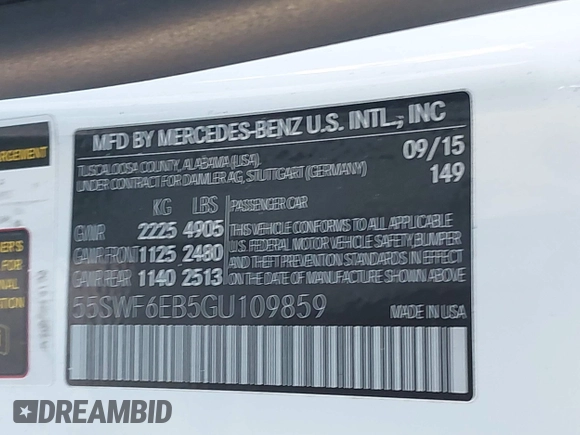 MFD BY MERCEDES-BENZ U.S. INTL., INC
TUSCALOOSA COUNTY, ALABAMA (USA). 09/15
UNDER CONTRACT FOR DAIMLER AG, STUTTGART (GERMANY) 149
KG LBS PASSENGER CAR
GVWR 2225 4905 THIS VEHICLE CONFORMS TO ALL APPLICABLE
GAWR FRONT 1125 2480 U.S. FEDERAL MOTOR VEHICLE SAFETY, BUMPER
GAWR REAR 1140 2513 AND THEFT PREVENTION STANDARDS IN EFFECT
ON THE DATE OF MANUFACTURE SHOWN ABOVE.
55SWF6EB5GU109859 MADE IN USA
FOR
DREAMBID